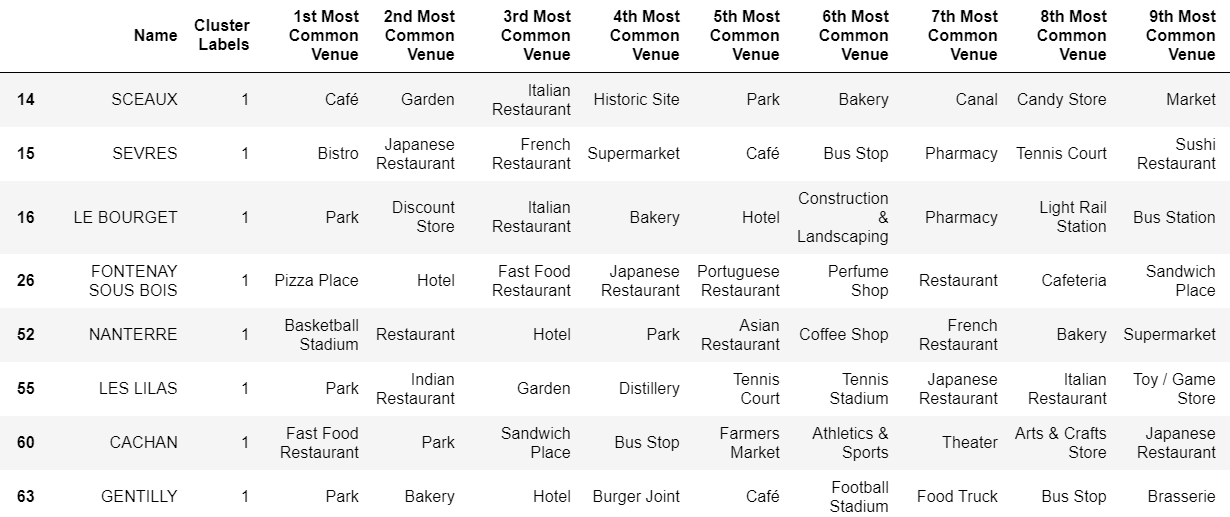 Name Cluster Labels 1st Most Common Venue 2nd Most Common Venue 3rd Most Common Venue 4th Most Common Venue 5th Most Common Venue 6th Most Common Venue 7th Most Common Venue 8th Most Common Venue 9th Most Common Venue
14 SCEAUX 1 Café Garden Italian Restaurant Historic Site Park Bakery Canal Candy Store Market
15 SEVRES 1 Bistro Japanese Restaurant French Restaurant Supermarket Café Bus Stop Pharmacy Tennis Court Sushi Restaurant
16 LE BOURGET 1 Park Discount Store Italian Restaurant Bakery Hotel Construction & Landscaping Pharmacy Light Rail Station Bus Station
26 FONTENAY SOUS BOIS 1 Pizza Place Hotel Fast Food Restaurant Japanese Restaurant Portuguese Restaurant Perfume Shop Restaurant Cafeteria Sandwich Place
52 NANTERRE 1 Basketball Stadium Restaurant Hotel Park Asian Restaurant Coffee Shop French Restaurant Bakery Supermarket
55 LES LILAS 1 Park Indian Restaurant Garden Distillery Tennis Court Tennis Stadium Japanese Restaurant Italian Restaurant Toy / Game Store
60 CACHAN 1 Fast Food Restaurant Park Sandwich Place Bus Stop Farmers Market Athletics & Sports Theater Arts & Crafts Store Japanese Restaurant
63 GENTILLY 1 Park Bakery Hotel Burger Joint Café Football Stadium Food Truck Bus Stop Brasserie